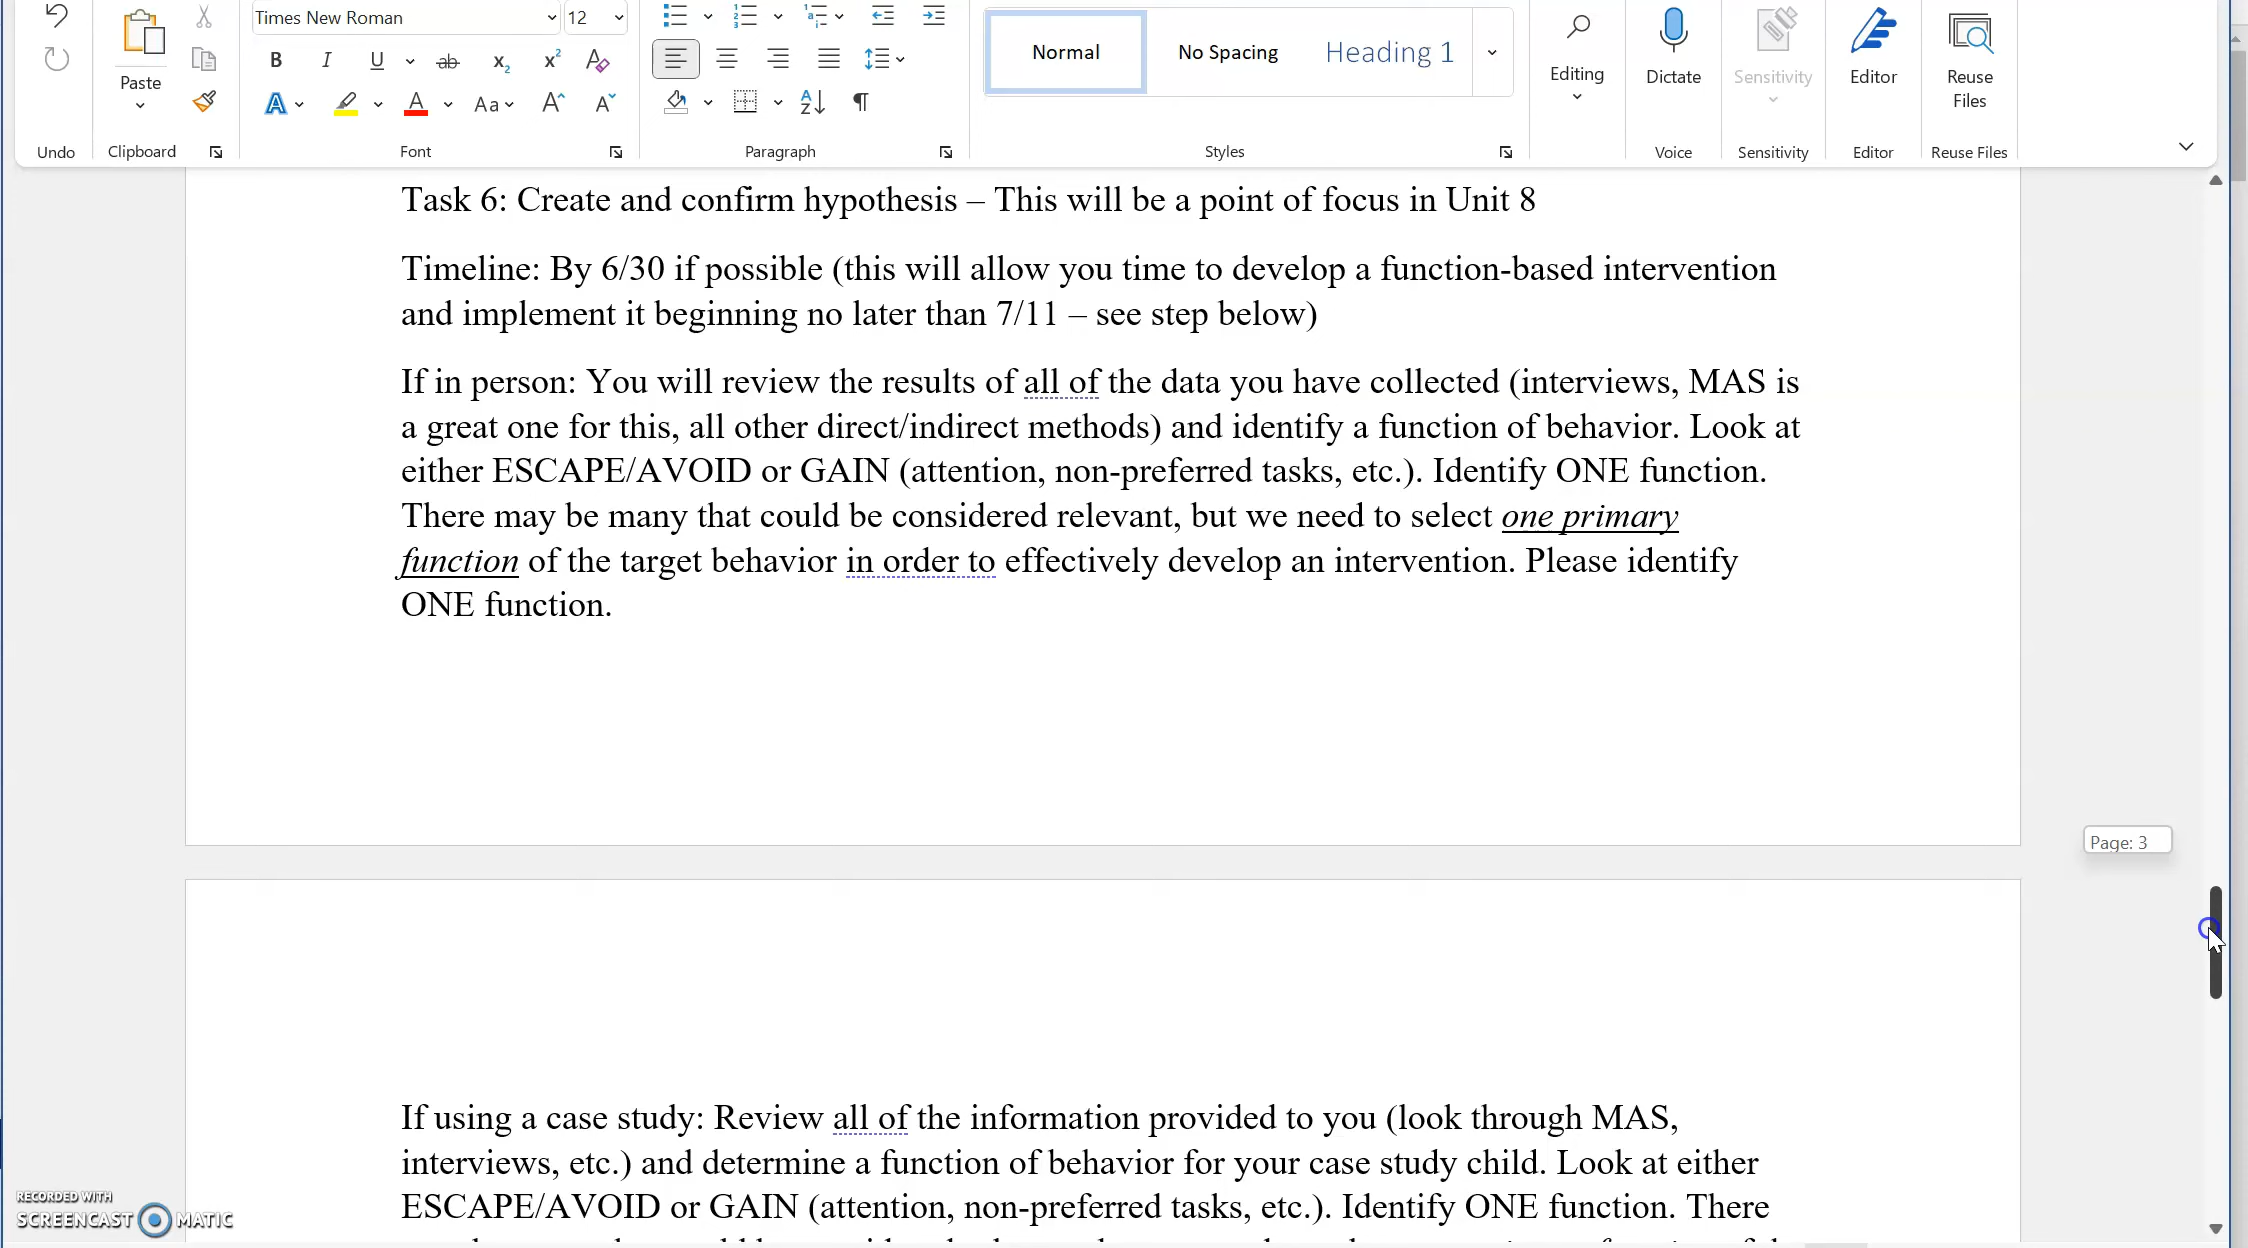 Times New Roman
12
Paste
B I U ab x2 x2
A A Aa A A
A Z ¶
Normal
No Spacing
Heading 1
Editing
Dictate
Sensitivity
Editor
Reuse
Files
Undo
Clipboard
Font
Paragraph
Styles
Voice
Sensitivity
Editor
Reuse Files
Task 6: Create and confirm hypothesis – This will be a point of focus in Unit 8
Timeline: By 6/30 if possible (this will allow you time to develop a function-based intervention
and implement it beginning no later than 7/11 – see step below)
If in person: You will review the results of all of the data you have collected (interviews, MAS is
a great one for this, all other direct/indirect methods) and identify a function of behavior. Look at
either ESCAPE/AVOID or GAIN (attention, non-preferred tasks, etc.). Identify ONE function.
There may be many that could be considered relevant, but we need to select one primary
function of the target behavior in order to effectively develop an intervention. Please identify
ONE function.
Page: 3
If using a case study: Review all of the information provided to you (look through MAS,
interviews, etc.) and determine a function of behavior for your case study child. Look at either
ESCAPE/AVOID or GAIN (attention, non-preferred tasks, etc.). Identify ONE function. There
RECORDED WITH
SCREENCAST MATIC